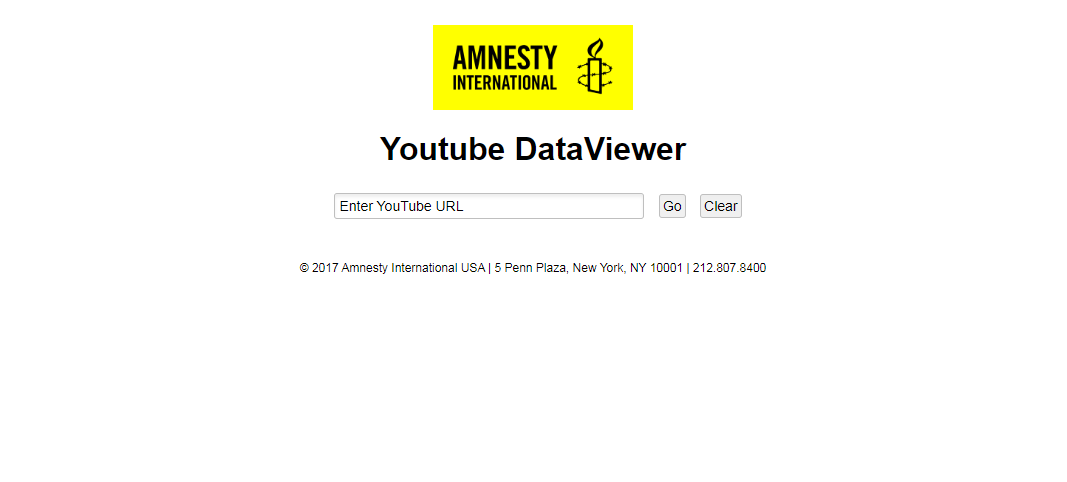 AMNESTY
INTERNATIONAL
Youtube DataViewer
Enter YouTube URL Go Clear
© 2017 Amnesty International USA | 5 Penn Plaza, New York, NY 10001 | 212.807.8400